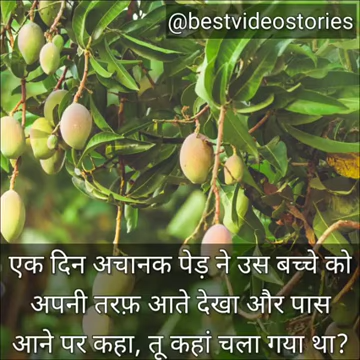 @bestvideostories
एक दिन अचानक पेड़ ने उस बच्चे को
अपनी तरफ़ आते देखा और पास
आने पर कहा, तू कहां चला गया था?